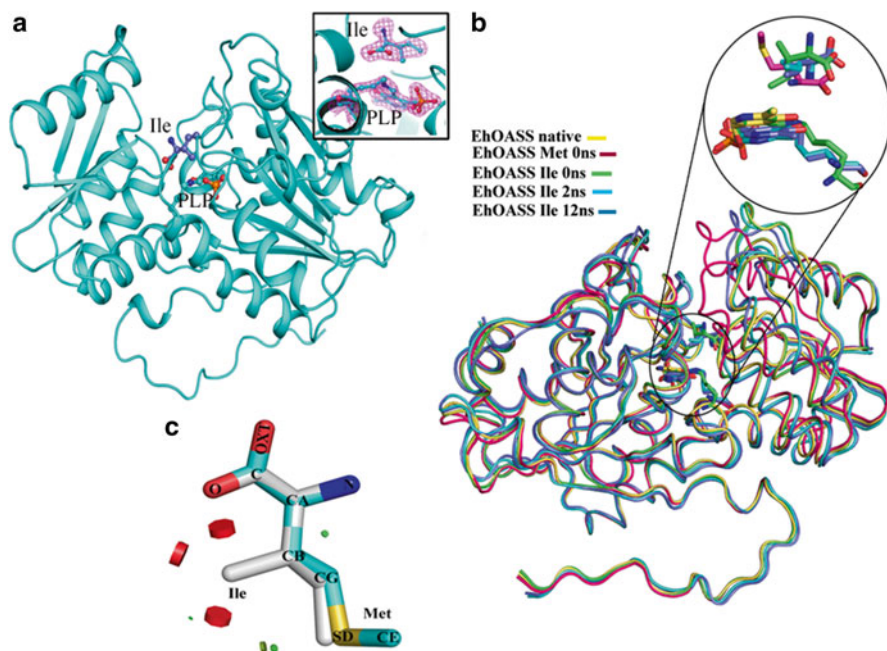 a
Ile
PLP
Ile
PLP
b
EhOASS native
EhOASS Met 0ns
EhOASS Ile 0ns
EhOASS Ile 2ns
EhOASS Ile 12ns
c
OXT
O
C
CA
N
CB
CG
Ile
Met
SD
CE